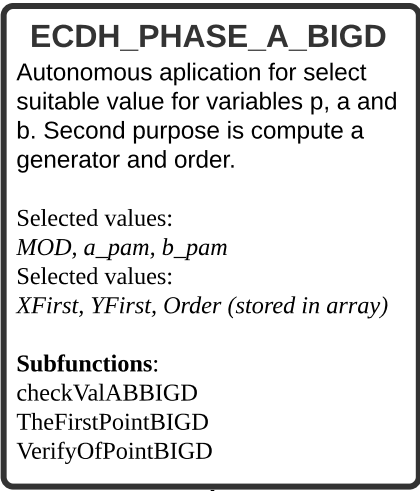 ECDH_PHASE_A_BIGD
Autonomous aplication for select
suitable value for variables p, a and
b. Second purpose is compute a
generator and order.
Selected values:
MOD, a_pam, b_pam
Selected values:
XFirst, YFirst, Order (stored in array)
Subfunctions:
checkValABBIGD
TheFirstPointBIGD
VerifyOfPointBIGD